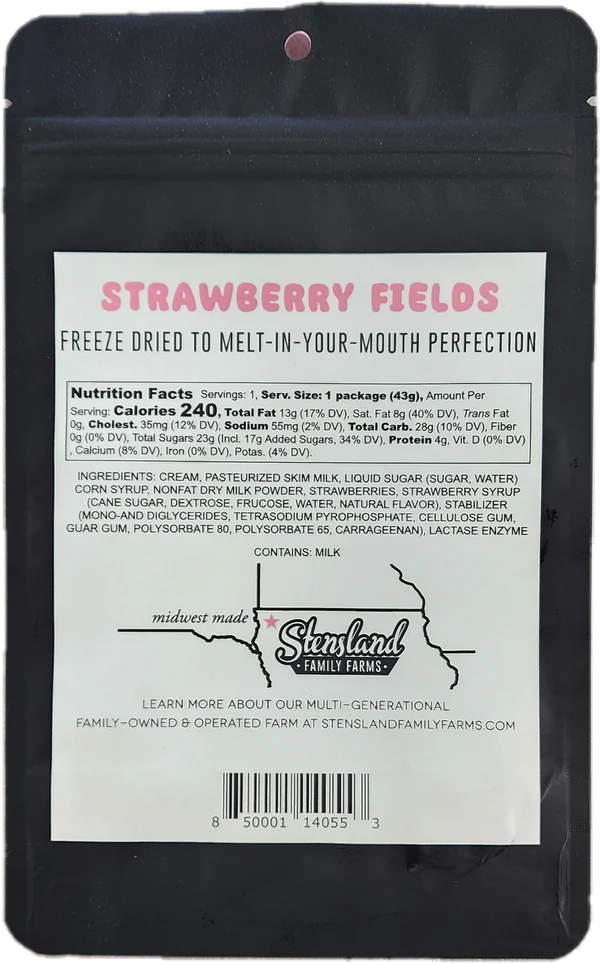 STRAWBERRY FIELDS
FREEZE DRIED TO MELT-IN-YOUR-MOUTH PERFECTION
Nutrition Facts Servings: 1, Serv. Size: 1 package (43g), Amount Per
Serving: Calories 240, Total Fat 13g (17% DV), Sat. Fat 8g (40% DV), Trans Fat
0g, Cholest. 35mg (12% DV), Sodium 55mg (2% DV), Total Carb. 28g (10% DV), Fiber
0g (0% DV), Total Sugars 23g (Incl. 17g Added Sugars, 34% DV), Protein 4g, Vit. D (0% DV)
, Calcium (8% DV), Iron (0% DV), Potas. (4% DV).
INGREDIENTS: CREAM, PASTEURIZED SKIM MILK, LIQUID SUGAR (SUGAR, WATER)
CORN SYRUP, NONFAT DRY MILK POWDER, STRAWBERRIES, STRAWBERRY SYRUP
(CANE SUGAR, DEXTROSE, FRUCOSE, WATER, NATURAL FLAVOR), STABILIZER
(MONO-AND DIGLYCERIDES, TETRASODIUM PYROPHOSPHATE, CELLULOSE GUM,
GUAR GUM, POLYSORBATE 80, POLYSORBATE 65, CARRAGEENAN), LACTASE ENZYME
CONTAINS: MILK
midwest made
Stensland
FAMILY FARMS
LEARN MORE ABOUT OUR MULTI-GENERATIONAL
FAMILY-OWNED & OPERATED FARM AT STENSLANDFAMILYFARMS.COM
8 50001 14055 3